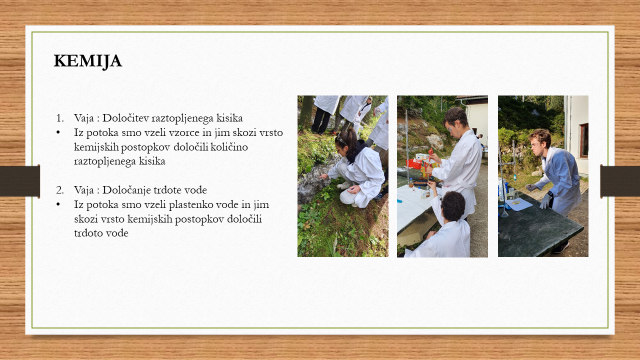 KEMIJA
1. Vaja : Določitev raztopljenega kisika
• Iz potoka smo vzeli vzorce in jim skozi vrsto
kemijskih postopkov določili količino
raztopljenega kisika
2. Vaja : Določanje trdote vode
• Iz potoka smo vzeli plastenko vode in jim
skozi vrsto kemijskih postopkov določili
trdoto vode